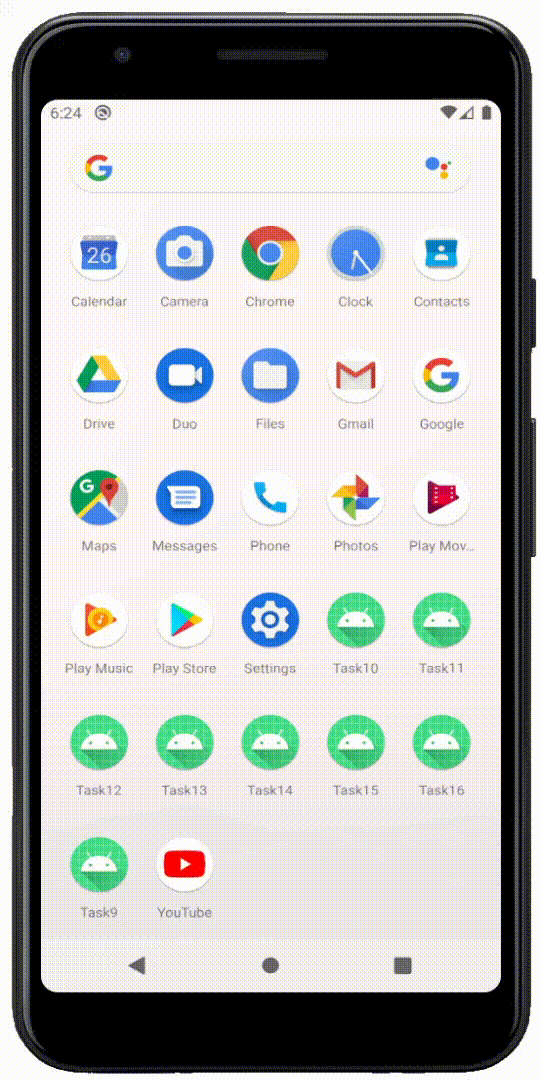 6:24
26
Calendar Camera Chrome Clock Contacts
Drive Duo Files Gmail Google
Maps Messages Phone Photos Play Mov...
Play Music Play Store Settings Task10 Task11
Task12 Task13 Task14 Task15 Task16
Task9 YouTube